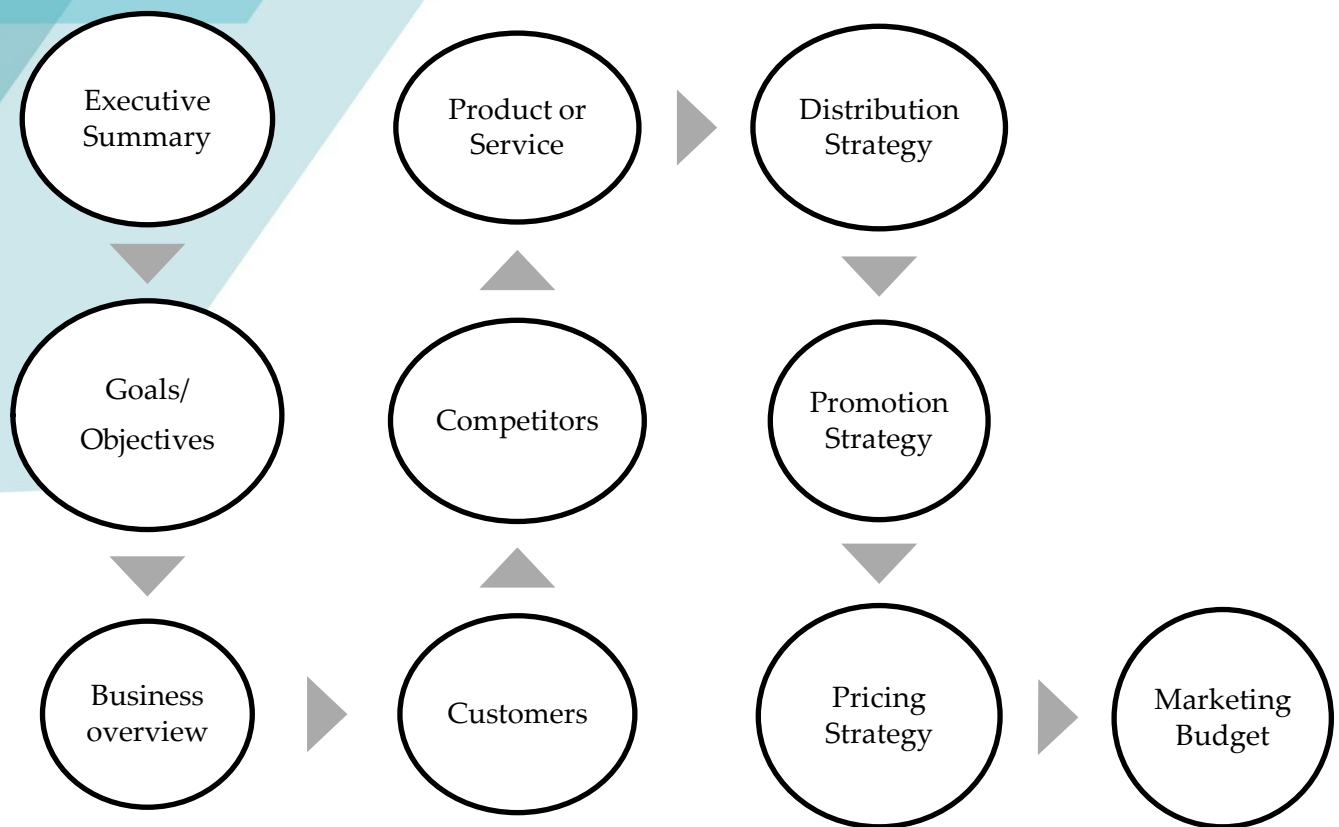 Executive
Summary
Goals/
Objectives
Business
overview
Customers
Competitors
Product or
Service
Distribution
Strategy
Promotion
Strategy
Pricing
Strategy
Marketing
Budget